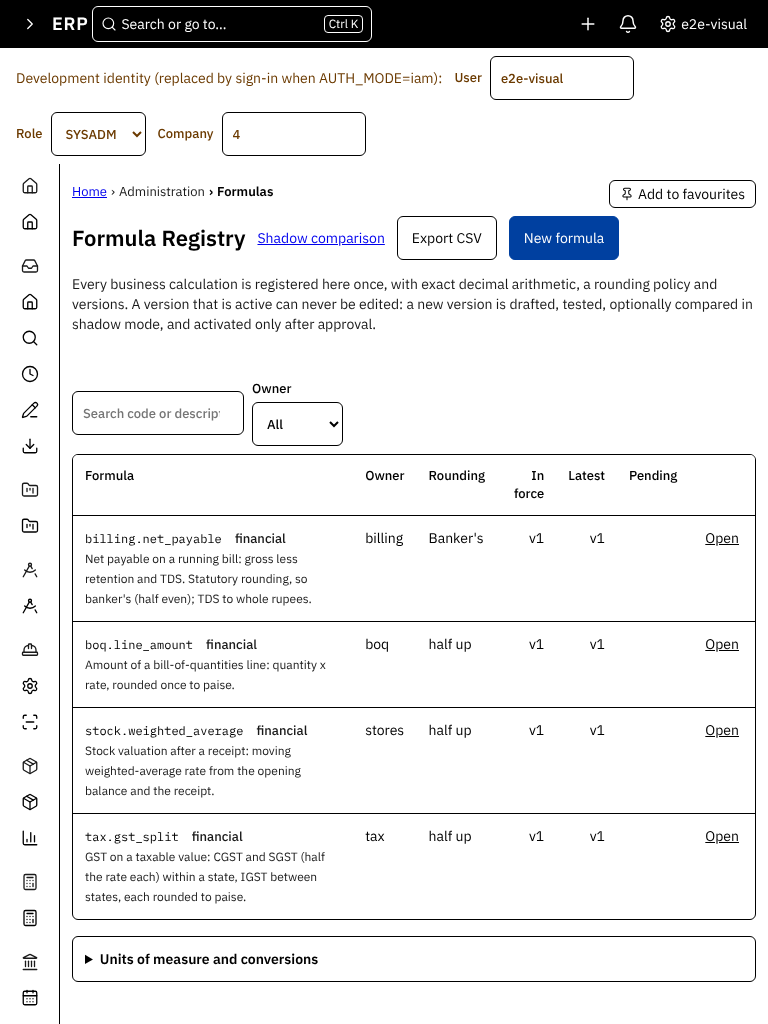 ERP
Search or go to...
Ctrl K
e2e-visual
Development identity (replaced by sign-in when AUTH_MODE=iam):
User
e2e-visual
Role
SYSADM
Company
4
Home › Administration › Formulas
Add to favourites
Formula Registry
Shadow comparison
Export CSV
New formula
Every business calculation is registered here once, with exact decimal arithmetic, a rounding policy and
versions. A version that is active can never be edited: a new version is drafted, tested, optionally compared in
shadow mode, and activated only after approval.
Owner
Search code or descrip
All
Formula Owner Rounding In force Latest Pending
billing.net_payable financial billing Banker's v1 v1 Open
Net payable on a running bill: gross less
retention and TDS. Statutory rounding, so
banker's (half even); TDS to whole rupees.
boq.line_amount financial boq half up v1 v1 Open
Amount of a bill-of-quantities line: quantity x
rate, rounded once to paise.
stock.weighted_average financial stores half up v1 v1 Open
Stock valuation after a receipt: moving
weighted-average rate from the opening
balance and the receipt.
tax.gst_split financial tax half up v1 v1 Open
GST on a taxable value: CGST and SGST (half
the rate each) within a state, IGST between
states, each rounded to paise.
Units of measure and conversions